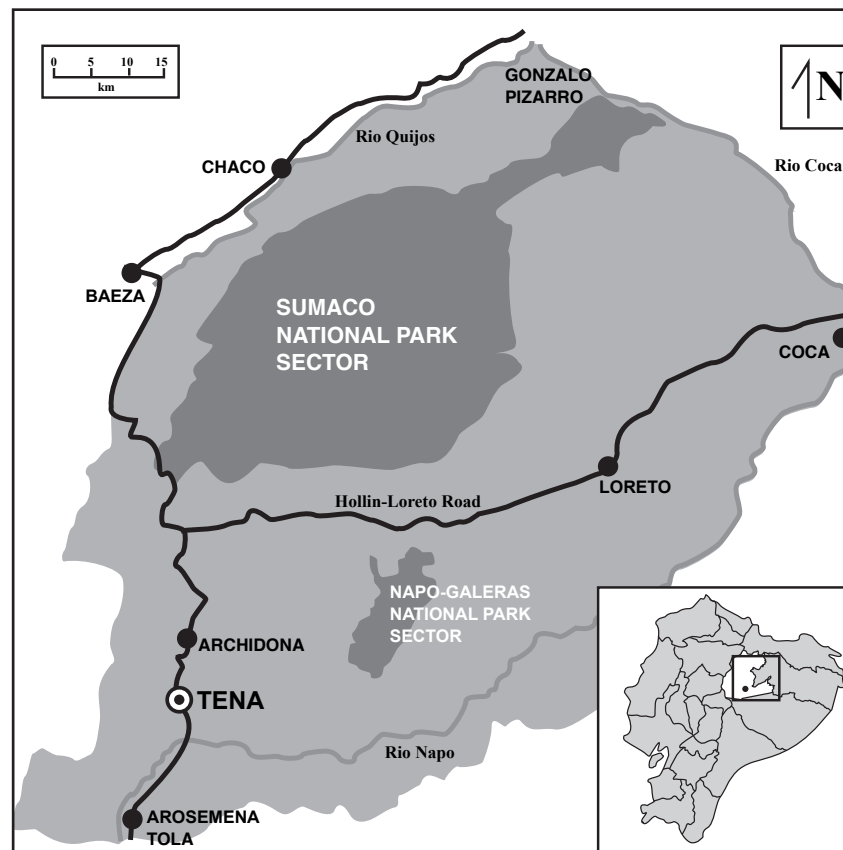 0 5 10 15
km
GONZALO
PIZARRO
N
Rio Quijos
CHACO
Rio Coca
BAEZA
SUMACO
NATIONAL PARK
SECTOR
COCA
LORETO
Hollin-Loreto Road
NAPO-GALERAS
NATIONAL PARK
SECTOR
ARCHIDONA
TENA
Rio Napo
AROSEMENA
TOLA